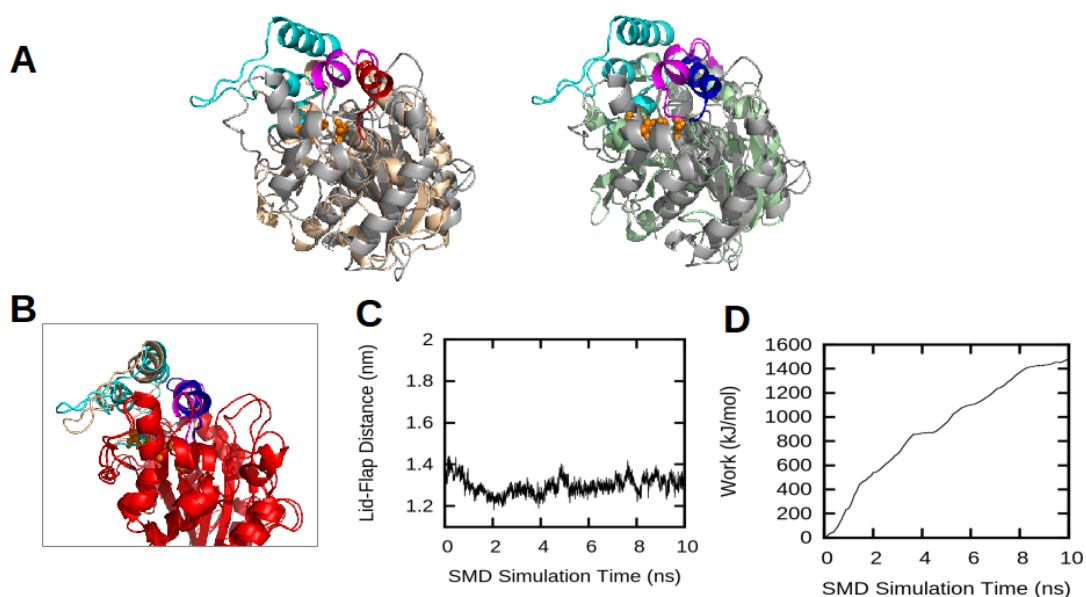 A
B
C
D
Lid-Flap Distance (nm)
2
1.8
1.6
1.4
1.2
0 2 4 6 8 10
SMD Simulation Time (ns)
Work (kJ/mol)
1600
1400
1200
1000
800
600
400
200
0
0 2 4 6 8 10
SMD Simulation Time (ns)